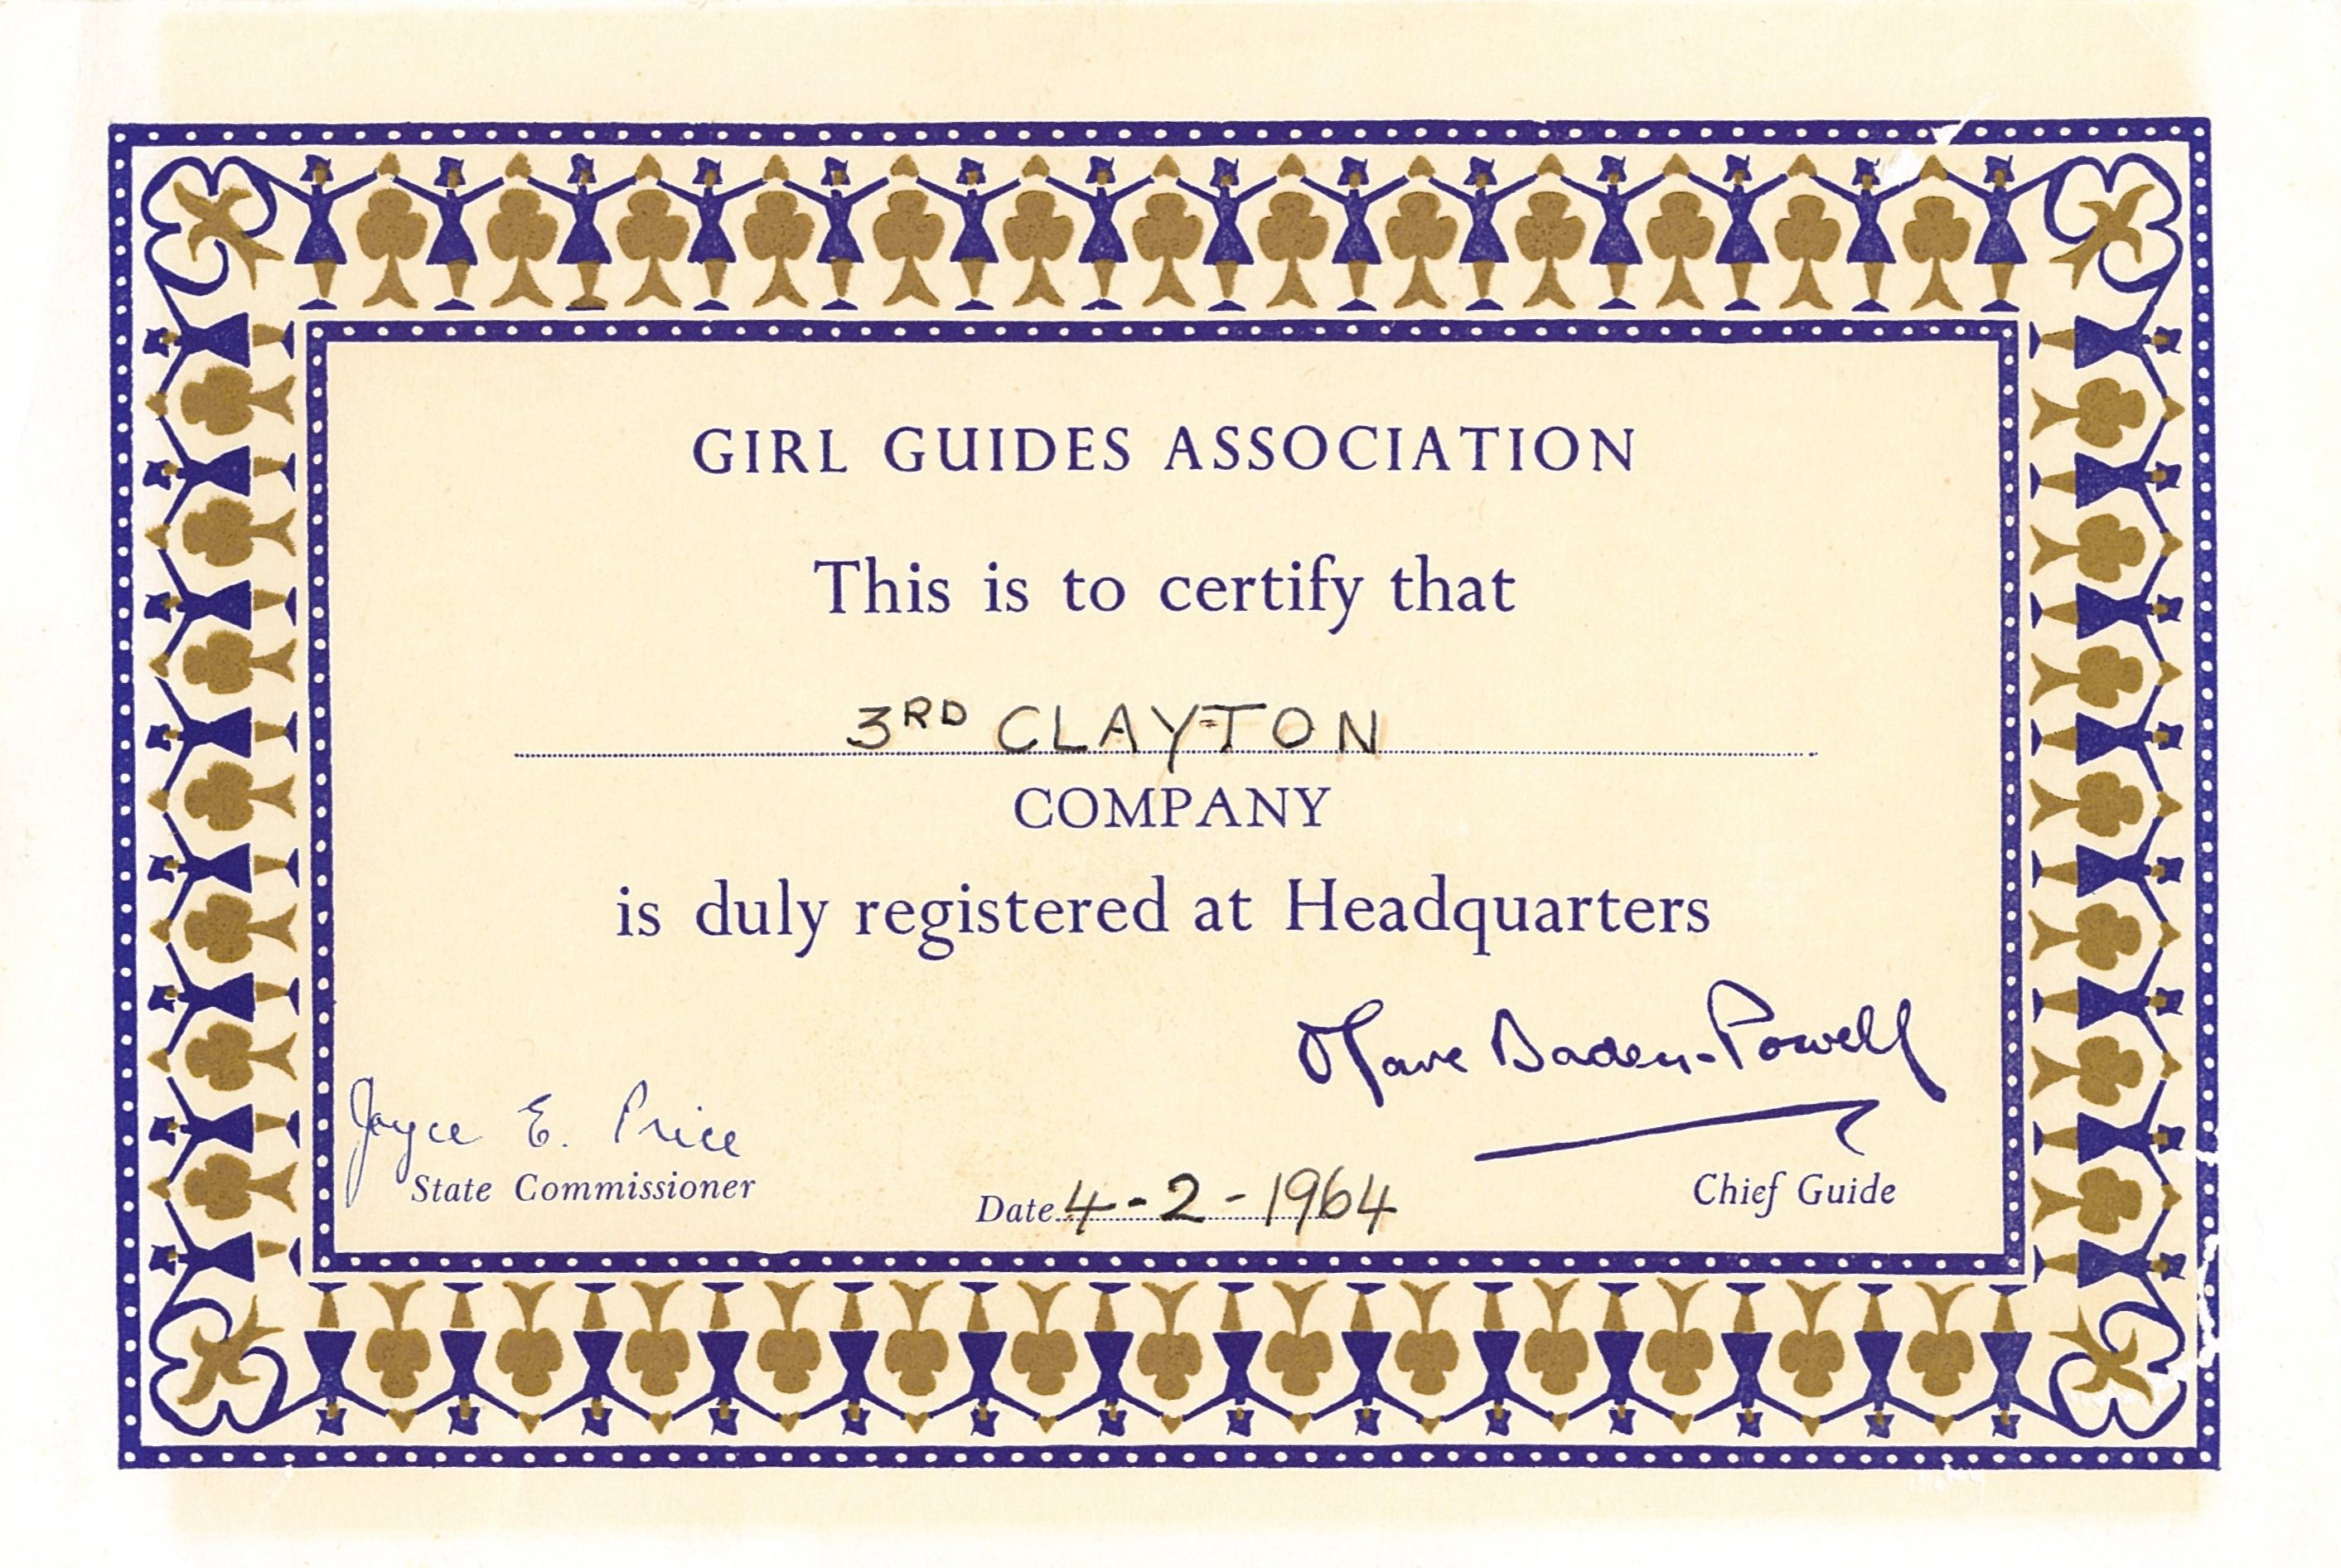 GIRL GUIDES ASSOCIATION
This is to certify that
3RD CLAYTON
COMPANY
is duly registered at Headquarters
Olave Baden-Powell
Joyce E. Price
State Commissioner
Date 4-2-1964
Chief Guide